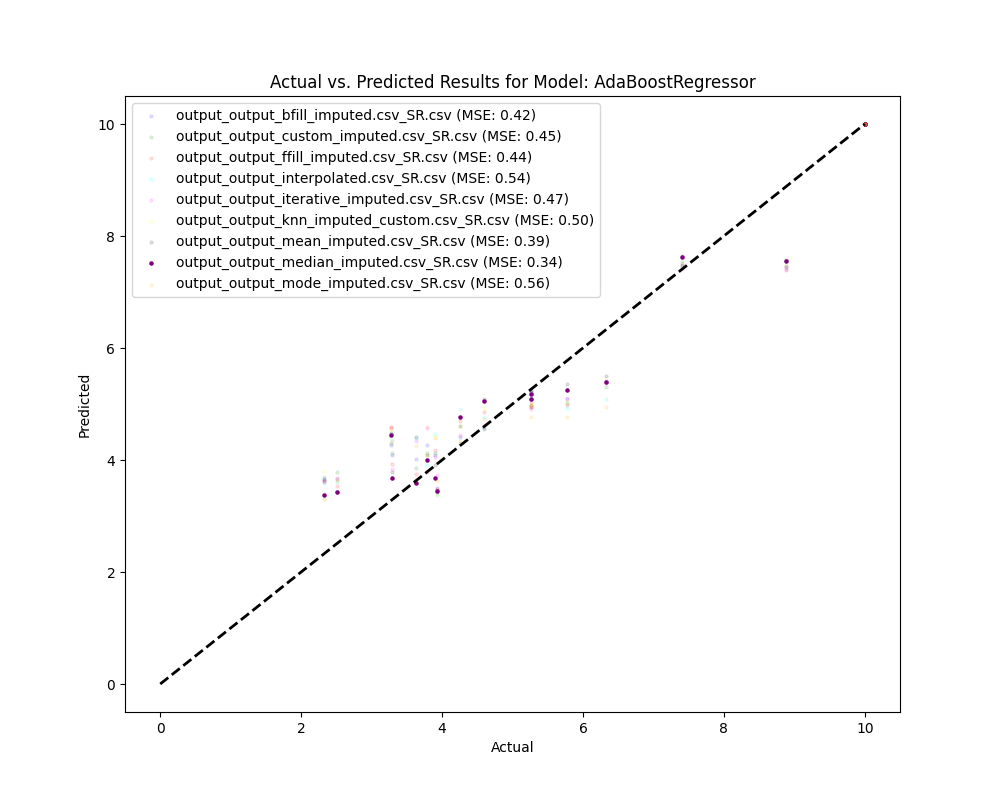 Actual vs. Predicted Results for Model: AdaBoostRegressor
output_output_bfill_imputed.csv_SR.csv (MSE: 0.42)
output_output_custom_imputed.csv_SR.csv (MSE: 0.45)
output_output_ffill_imputed.csv_SR.csv (MSE: 0.44)
output_output_interpolated.csv_SR.csv (MSE: 0.54)
output_output_iterative_imputed.csv_SR.csv (MSE: 0.47)
output_output_knn_imputed_custom.csv_SR.csv (MSE: 0.50)
output_output_mean_imputed.csv_SR.csv (MSE: 0.39)
output_output_median_imputed.csv_SR.csv (MSE: 0.34)
output_output_mode_imputed.csv_SR.csv (MSE: 0.56)
10
8
6
4
2
0
Predicted
0 2 4 6 8 10
Actual